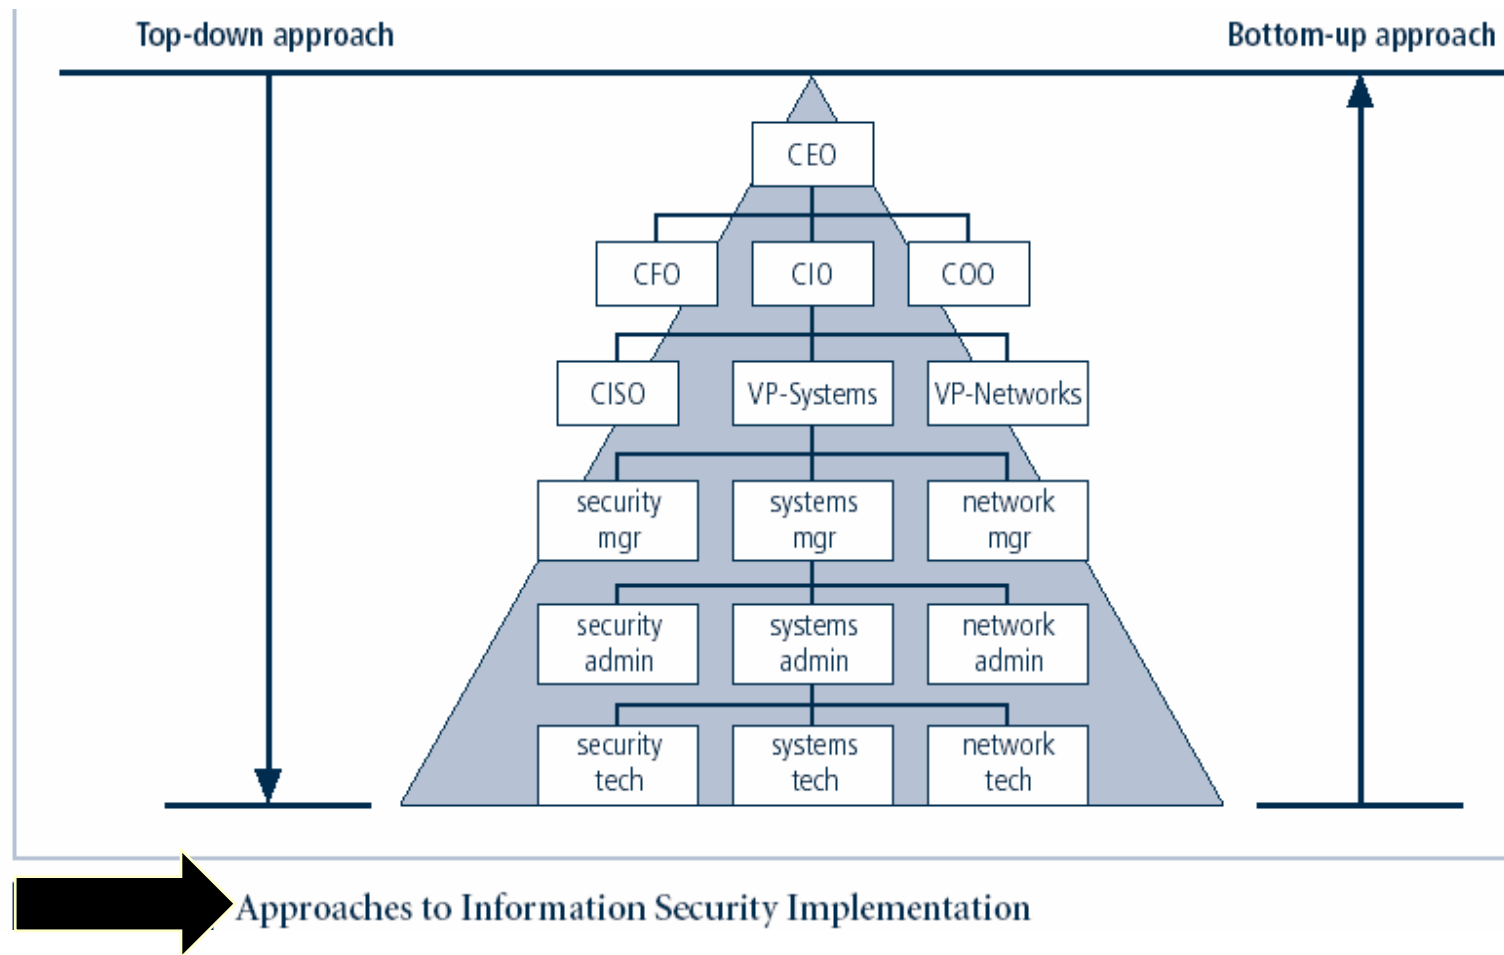 Top-down approach
Bottom-up approach
CEO
CFO
CIO
COO
CISO
VP-Systems
VP-Networks
security
mgr
systems
mgr
network
mgr
security
admin
systems
admin
network
admin
security
tech
systems
tech
network
tech
Approaches to Information Security Implementation